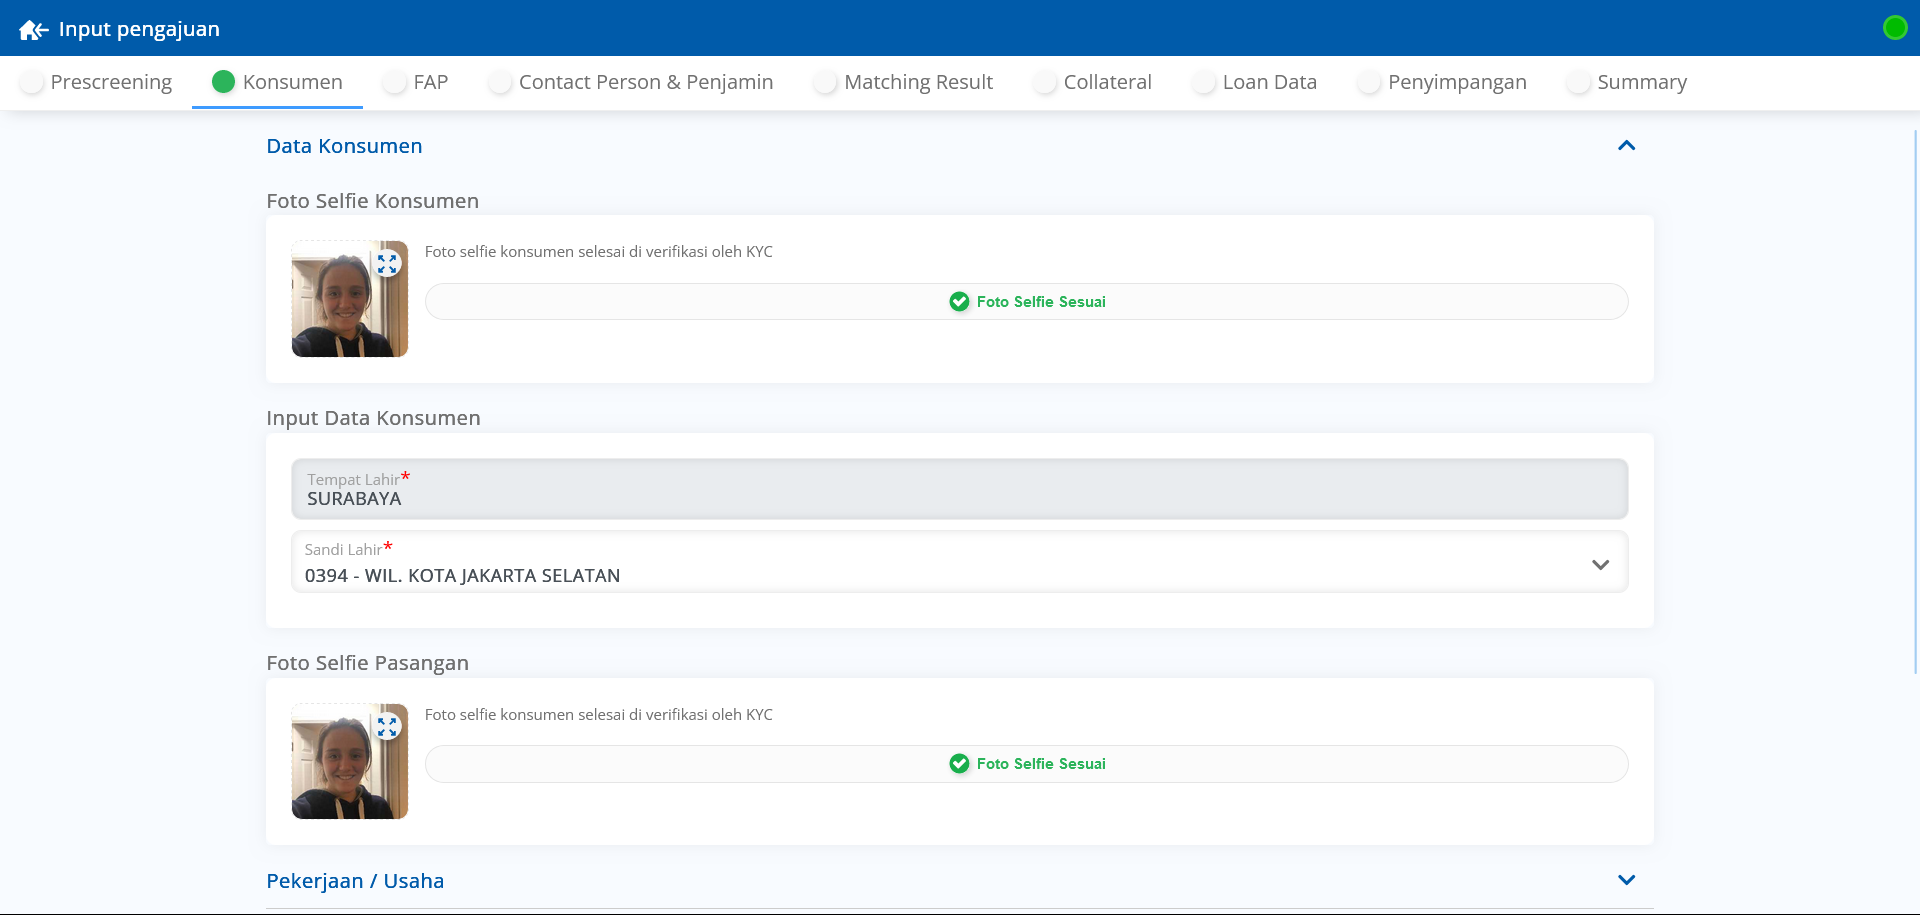 Input pengajuan
Prescreening Konsumen FAP Contact Person & Penjamin Matching Result Collateral Loan Data Penyimpangan Summary
Data Konsumen
Foto Selfie Konsumen
Foto selfie konsumen selesai di verifikasi oleh KYC
Foto Selfie Sesuai
Input Data Konsumen
Tempat Lahir*
SURABAYA
Sandi Lahir*
0394 - WIL. KOTA JAKARTA SELATAN
Foto Selfie Pasangan
Foto selfie konsumen selesai di verifikasi oleh KYC
Foto Selfie Sesuai
Pekerjaan / Usaha